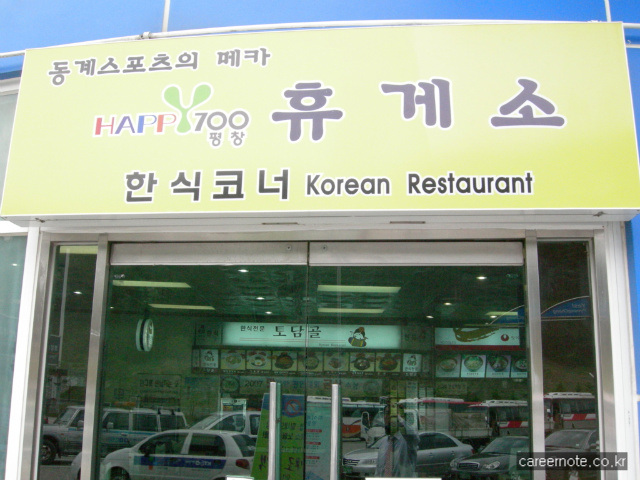 동계스포츠의 메카
HAPPY700 휴게소
평창
한식코너 Korean Restaurant
한식전문 토담골
careernote.co.kr